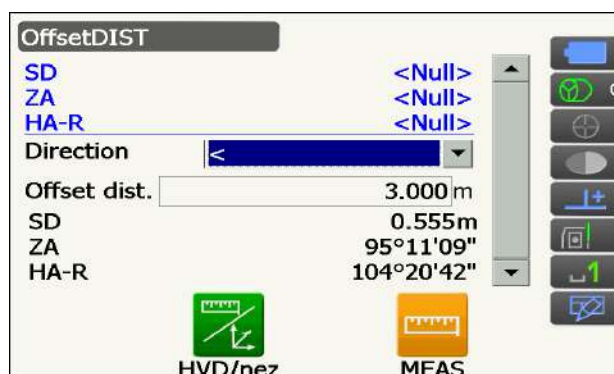 OffsetDIST
SD <Null>
ZA <Null>
HA-R <Null>
Direction <
Offset dist. 3.000 m
SD 0.555m
ZA 95°11'09"
HA-R 104°20'42"
HVD/nez MEAS